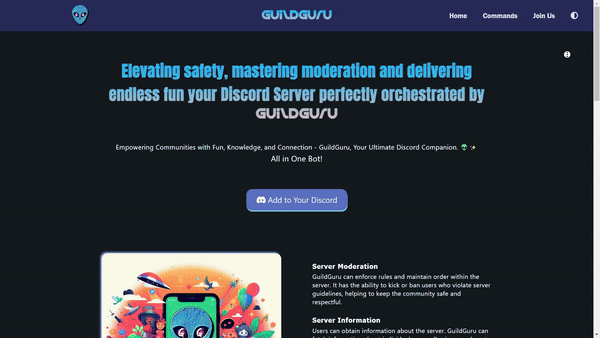 GUILDGURU
Home Commands Join Us
Elevating safety, mastering moderation and delivering
endless fun your Discord Server perfectly orchestrated by
GUILDGURU
Empowering Communities with Fun, Knowledge, and Connection - GuildGuru, Your Ultimate Discord Companion. 👽 ✨
All in One Bot!
Add to Your Discord
Server Moderation
GuildGuru can enforce rules and maintain order within the
server. It has the ability to kick or ban users who violate server
guidelines, helping to keep the community safe and
respectful.
Server Information
Users can obtain information about the server. GuildGuru can